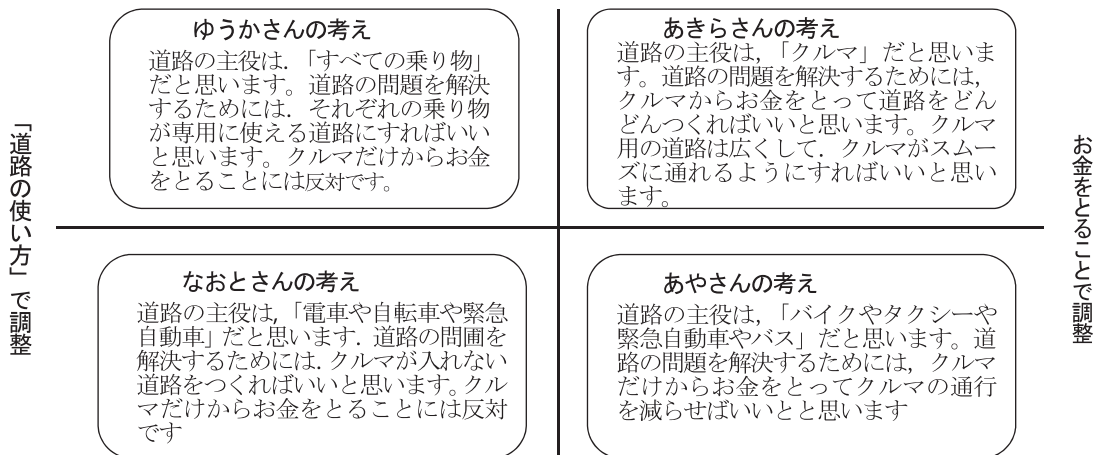 「道路の使い方」で調整
ゆうかさんの考え
道路の主役は．「すべての乗り物」
だと思います。道路の問題を解決
するためには．それぞれの乗り物
が専用に使える道路にすればいい
と思います。クルマだけからお金
をとることには反対です。
あきらさんの考え
道路の主役は，「クルマ」だと思いま
す。道路の問題を解決するためには，
クルマからお金をとって道路をどん
どんつくればいいと思います。クルマ
用の道路は広くして．クルマがスムー
ズに通れるようにすればいいと思い
ます。
なおとさんの考え
道路の主役は，「電車や自転車や緊急
自動車」だと思います．道路の問圃を
解決するためには．クルマが入れない
道路をつくればいいと思います。クル
マだけからお金をとることには反対
です
あやさんの考え
道路の主役は，「バイクやタクシーや
緊急自動車やバス」だと思います。道
路の問題を解決するためには，クルマ
だけからお金をとってクルマの通行
を減らせばいいとと思います
お金をとることで調整